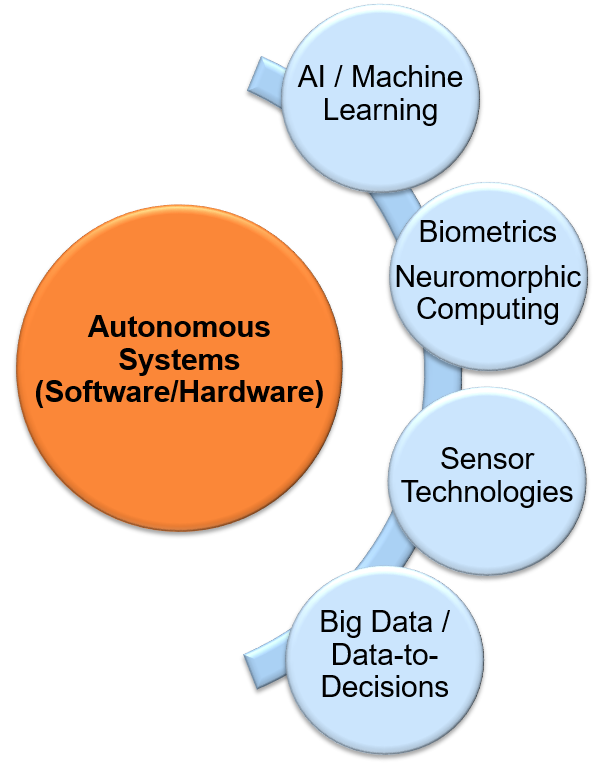 AI / Machine
Learning
Biometrics
Neuromorphic
Computing
Autonomous
Systems
(Software/Hardware)
Sensor
Technologies
Big Data /
Data-to-
Decisions